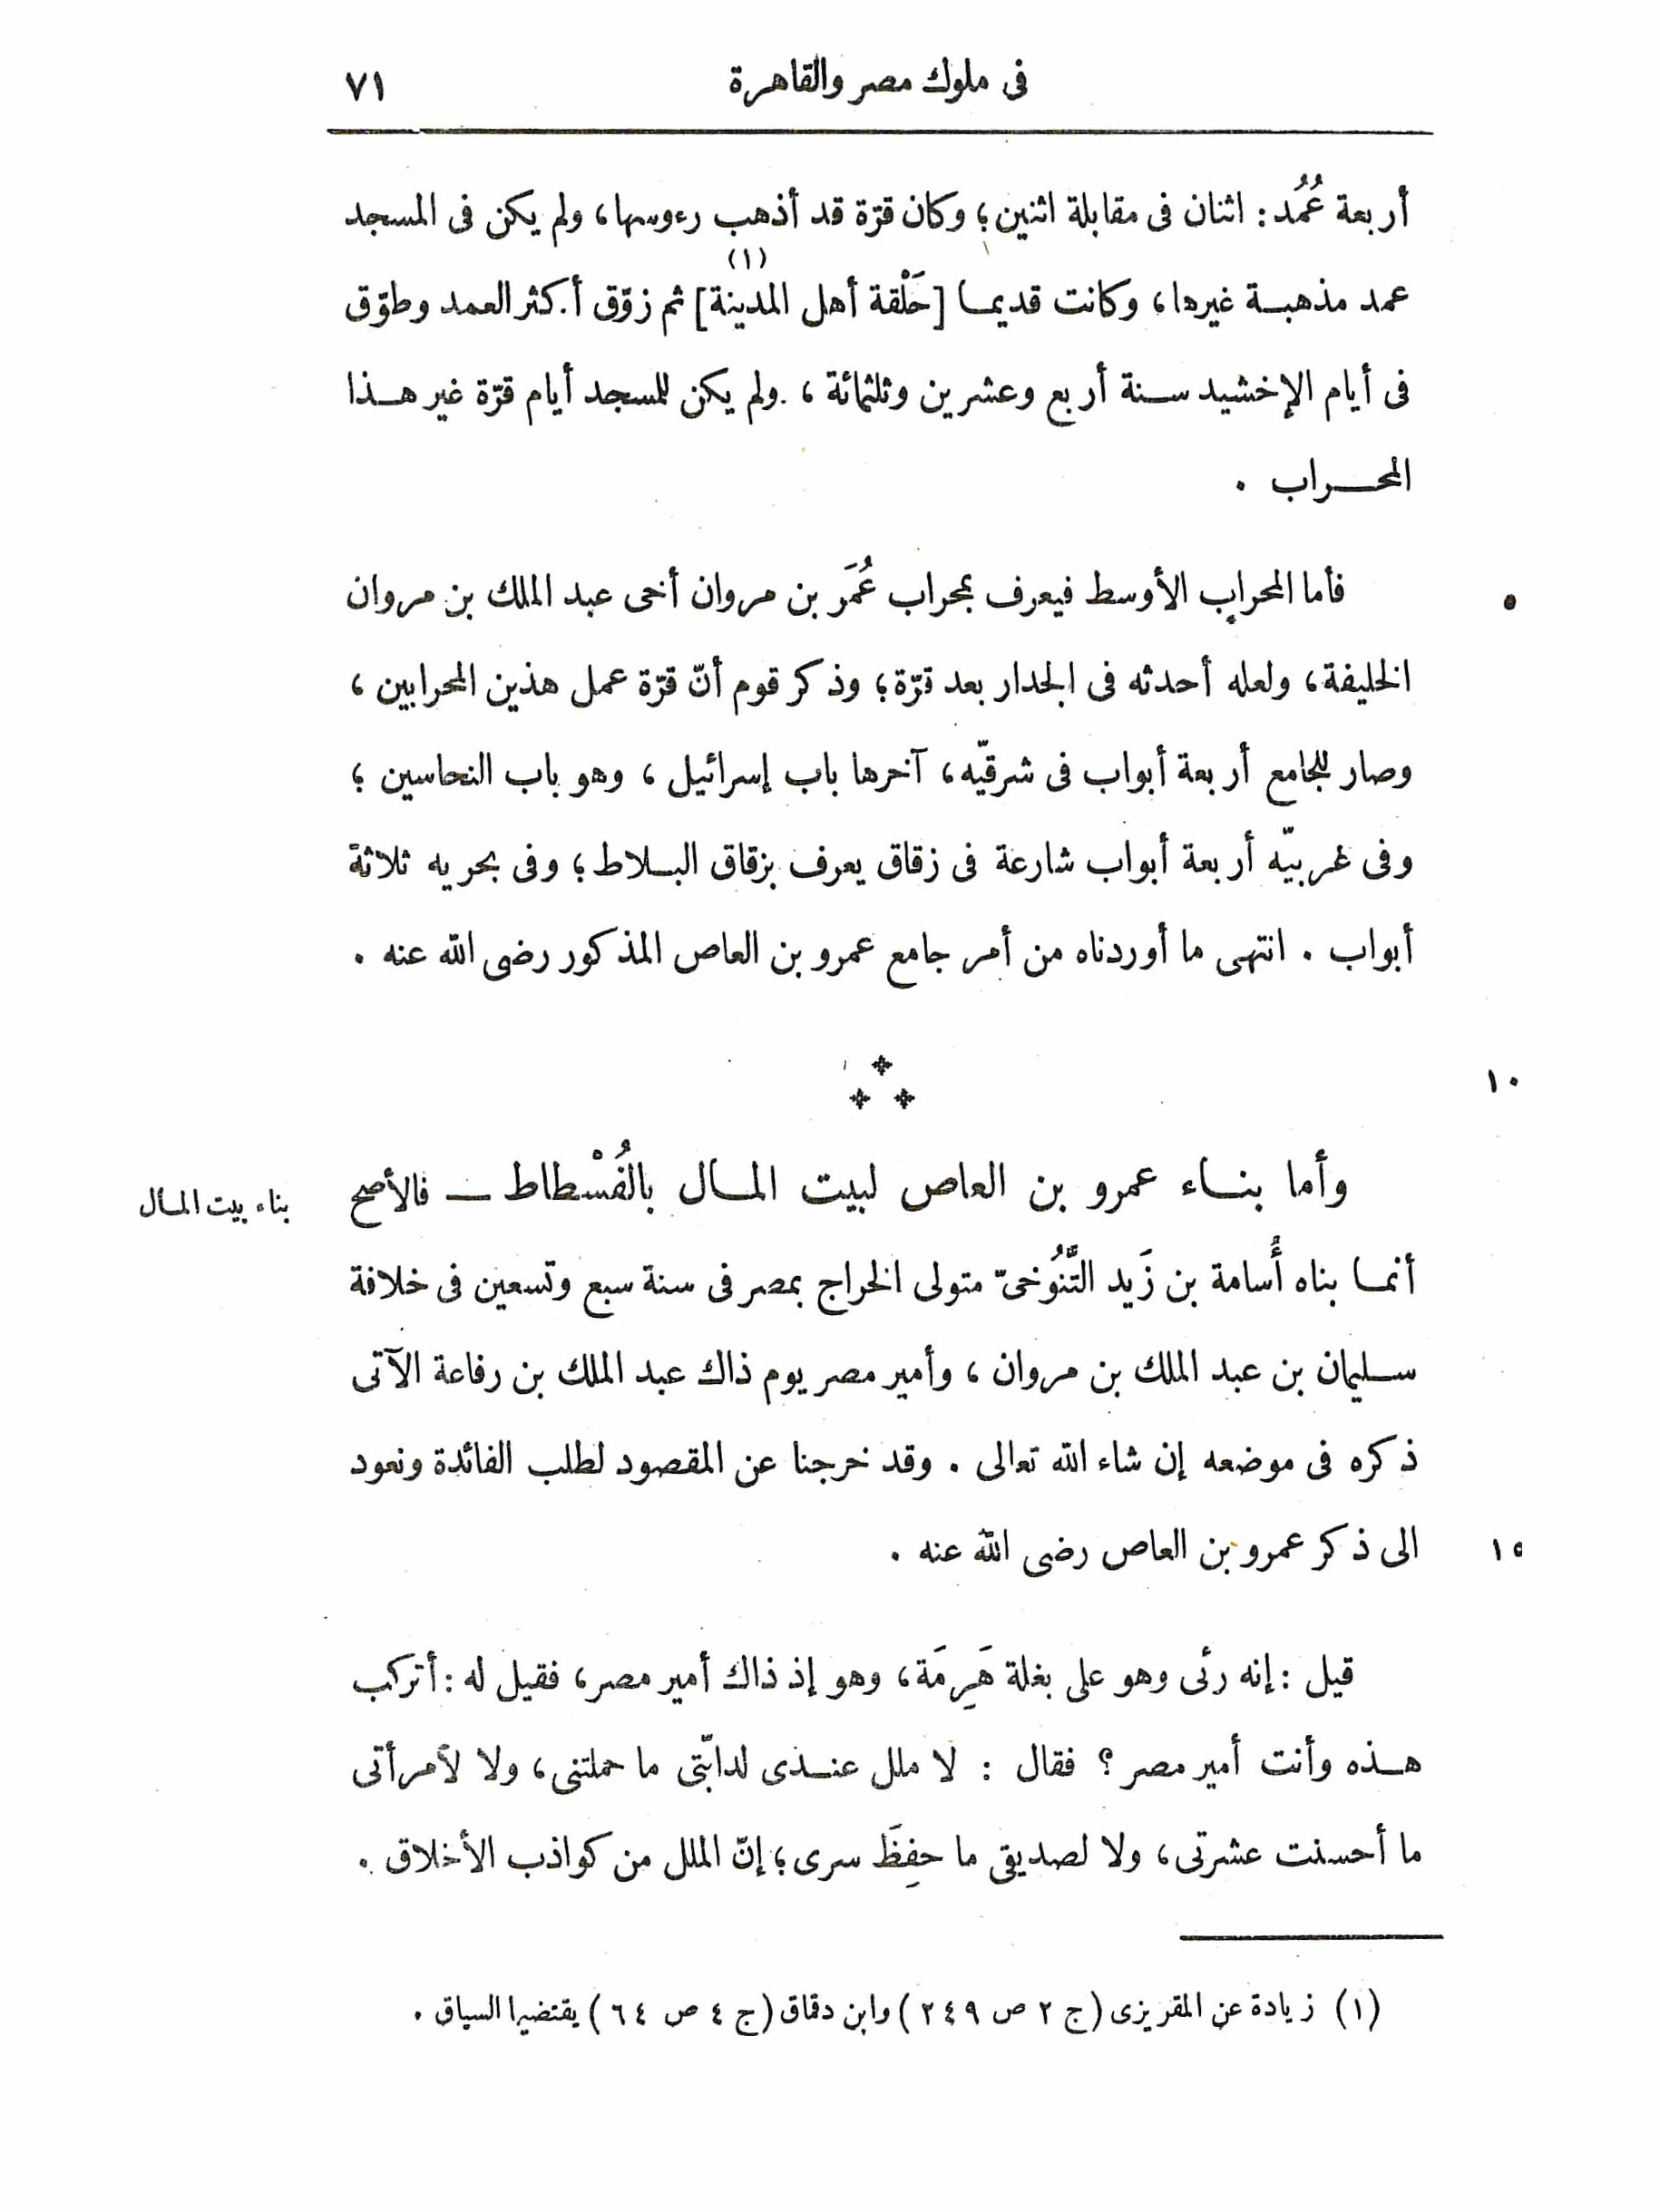 فى ملوك مصر والقاهرة ٧١
أربعة عُمُد: اثنان فى مقابلة اثنين؛ وكان قرّة قد أذهب رءوسها، ولم يكن فى المسجد
عمد مذهبة غيرها، وكانت قديما [حَلْقة أهل المدينة] (١) ثم زوّق أكثر العمد وطوّق
فى أيام الإخشيد سنة أربع وعشرين وثلثمائة، ولم يكن للمسجد أيام قرّة غير هذا
المحراب .
فأما المحراب الأوسط فيعرف بمحراب عُمَر بن مروان أخى عبد الملك بن مروان ٥
الخليفة، ولعله أحدثه فى الجدار بعد قرّة؛ وذكر قوم أنّ قرّة عمل هذين المحرابين،
وصار للجامع أربعة أبواب فى شرقيّه، آخرها باب إسرائيل، وهو باب النحاسين؛
وفى غربيّه أربعة أبواب شارعة فى زقاق يعرف بزقاق البلاط؛ وفى بحريه ثلاثة
أبواب . انتهى ما أوردناه من أمر جامع عمرو بن العاص المذكور رضى الله عنه .
١٠
وأما بناء عمرو بن العاص لبيت المال بالفُسْطاط — فالأصح
بناء بيت المال
أنما بناه أُسامة بن زَيد التَّنُوخىّ متولى الخراج بمصر فى سنة سبع وتسعين فى خلافة
سليمان بن عبد الملك بن مروان، وأمير مصر يوم ذاك عبد الملك بن رفاعة الآتى
ذكره فى موضعه إن شاء الله تعالى . وقد خرجنا عن المقصود لطلب الفائدة ونعود
الى ذكر عمرو بن العاص رضى الله عنه . ١٥
قيل: إنه رئى وهو على بغلة هَرِمَة، وهو إذ ذاك أمير مصر، فقيل له: أتركب
هذه وأنت أمير مصر؟ فقال : لا ملل عندى لدابّتى ما حملتنى، ولا لأمرأتى
ما أحسنت عشرتى، ولا لصديقى ما حفِظَ سرى؛ إنّ الملل من كواذب الأخلاق .
(١) زيادة عن المقريزى (ج ٢ ص ٢٤٩) وابن دقماق (ج ٤ ص ٦٤) يقتضيها السياق .